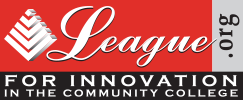 League
.org
FOR INNOVATION
IN THE COMMUNITY COLLEGE